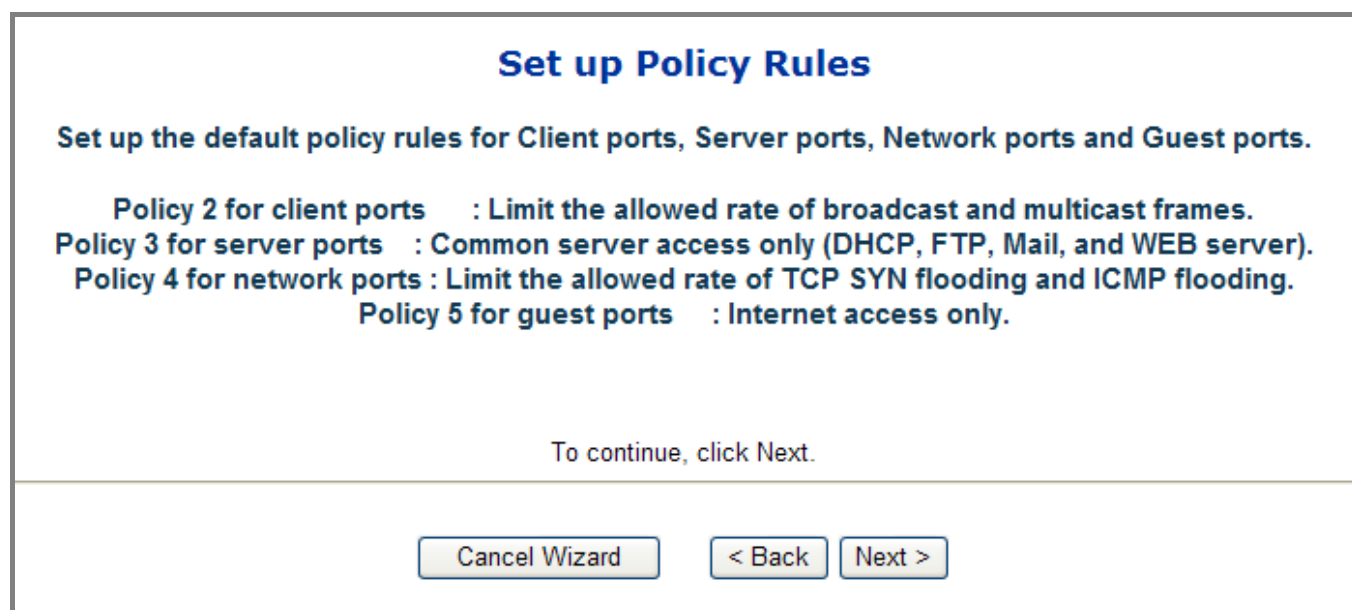 Set up Policy Rules
Set up the default policy rules for Client ports, Server ports, Network ports and Guest ports.
Policy 2 for client ports : Limit the allowed rate of broadcast and multicast frames.
Policy 3 for server ports : Common server access only (DHCP, FTP, Mail, and WEB server).
Policy 4 for network ports : Limit the allowed rate of TCP SYN flooding and ICMP flooding.
Policy 5 for guest ports : Internet access only.
To continue, click Next.
Cancel Wizard < Back Next >